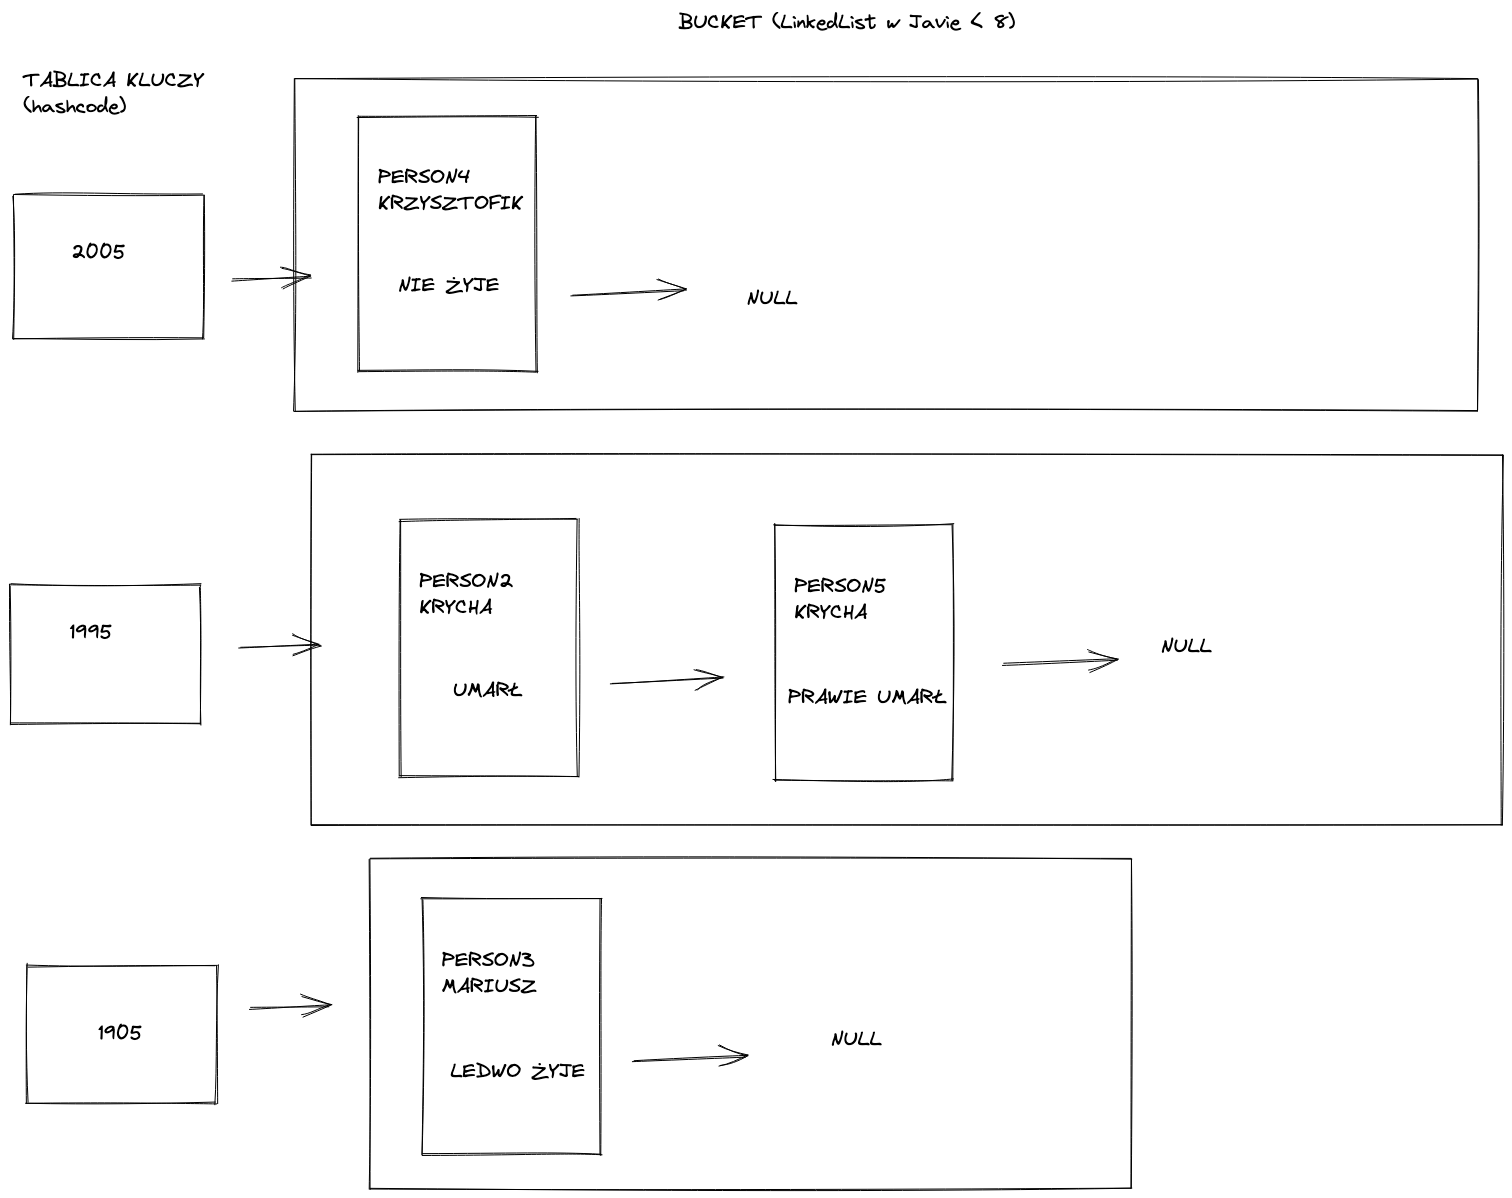 BUCKET (LinkedList w Javie < 8)
TABLICA KLUCZY
(hashcode)
2005
PERSON4
KRZYSZTOFIK
NIE ŻYJE
NULL
1995
PERSON2
KRYCHA
UMARŁ
PERSON5
KRYCHA
PRAWIE UMARŁ
NULL
1905
PERSON3
MARIUSZ
LEDWO ŻYJE
NULL